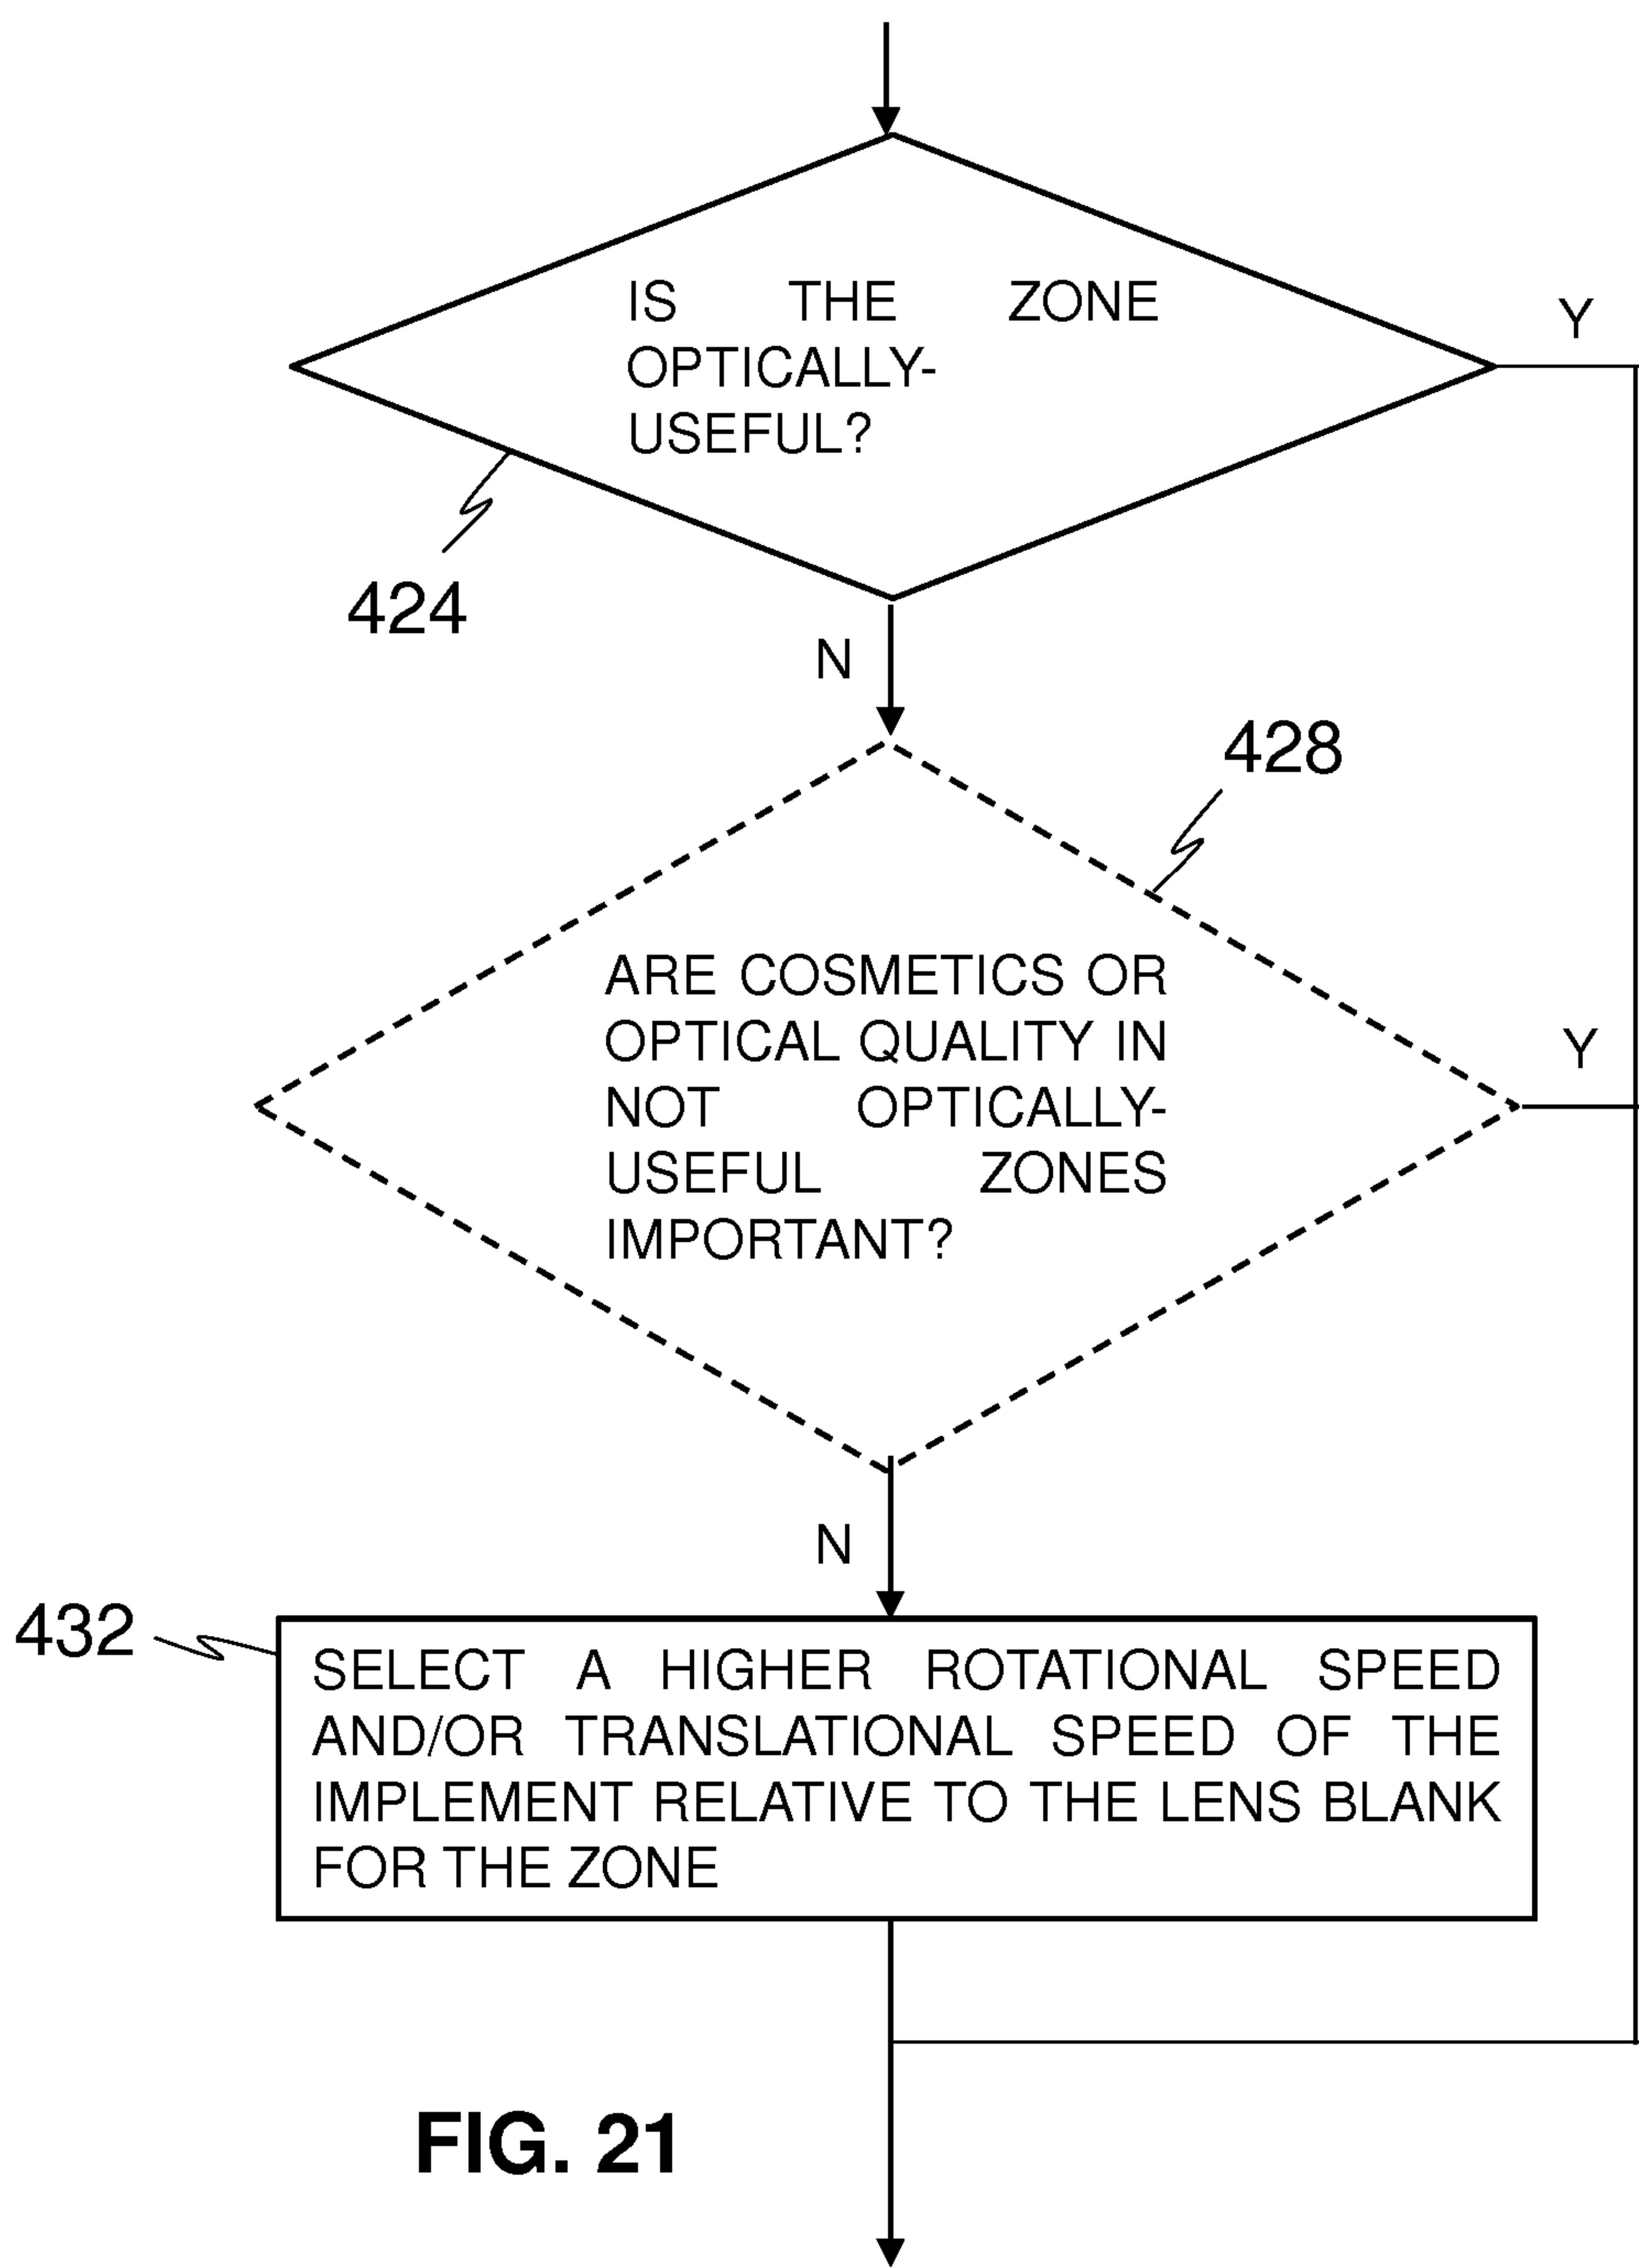 IS THE ZONE
OPTICALLY-
USEFUL?
Y
424
N
428
ARE COSMETICS OR
OPTICAL QUALITY IN
NOT OPTICALLY-
USEFUL ZONES
IMPORTANT?
Y
N
432
SELECT A HIGHER ROTATIONAL SPEED
AND/OR TRANSLATIONAL SPEED OF THE
IMPLEMENT RELATIVE TO THE LENS BLANK
FOR THE ZONE
FIG. 21